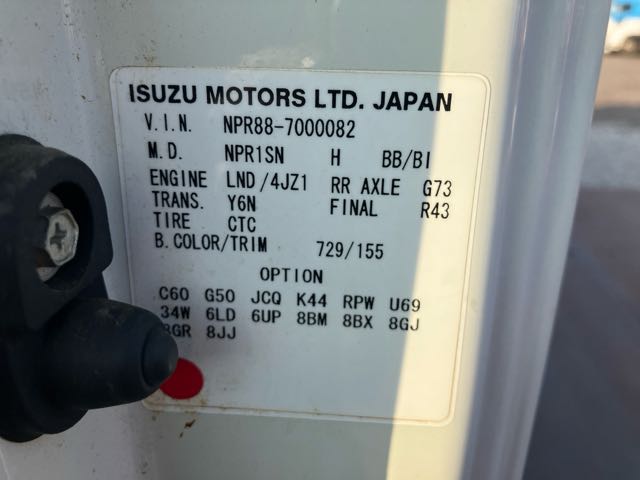 ISUZU MOTORS LTD. JAPAN
V.I.N. NPR88-7000082
M.D. NPR1SN H BB/BI
ENGINE LND/4JZ1 RR AXLE G73
TRANS. Y6N FINAL R43
TIRE CTC
B.COLOR/TRIM 729/155
OPTION
C60 G50 JCQ K44 RPW U69
34W 6LD 6UP 8BM 8BX 8GJ
8GR 8JJ